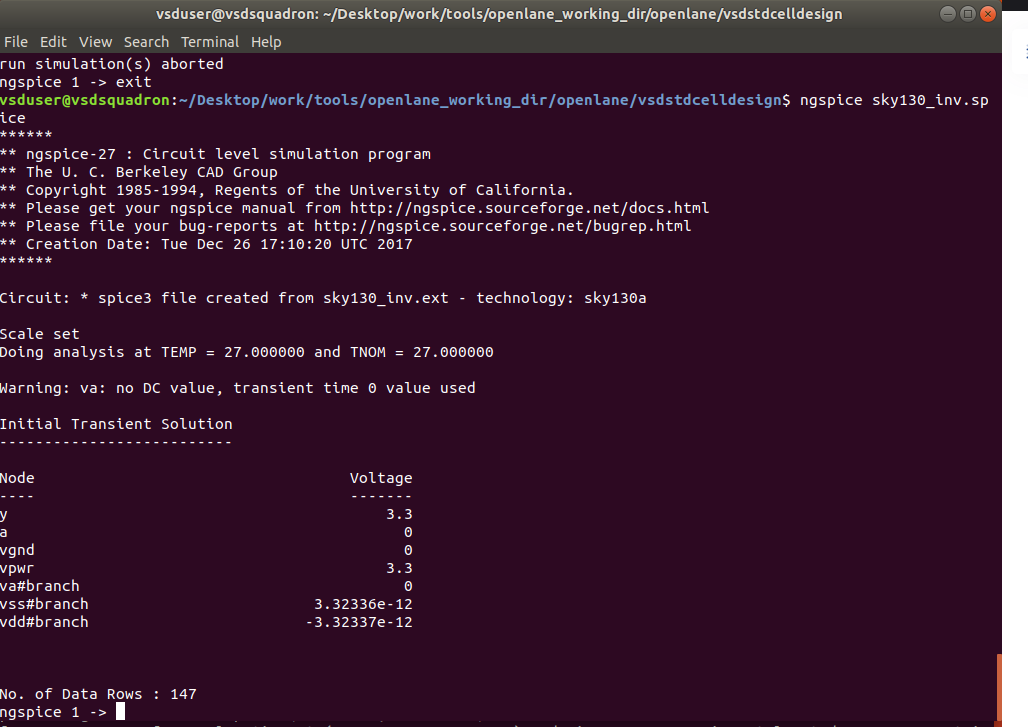 vsduser@vsdsquadron: ~/Desktop/work/tools/openlane_working_dir/openlane/vsdstdcelldesign
File Edit View Search Terminal Help
run simulation(s) aborted
ngspice 1 -> exit
vsduser@vsdsquadron:~/Desktop/work/tools/openlane_working_dir/openlane/vsdstdcelldesign$ ngspice sky130_inv.sp
ice
******
** ngspice-27 : Circuit level simulation program
** The U. C. Berkeley CAD Group
** Copyright 1985-1994, Regents of the University of California.
** Please get your ngspice manual from http://ngspice.sourceforge.net/docs.html
** Please file your bug-reports at http://ngspice.sourceforge.net/bugrep.html
** Creation Date: Tue Dec 26 17:10:20 UTC 2017
******
Circuit: * spice3 file created from sky130_inv.ext - technology: sky130a
Scale set
Doing analysis at TEMP = 27.000000 and TNOM = 27.000000
Warning: va: no DC value, transient time 0 value used
Initial Transient Solution
--------------------------
Node Voltage
---- -------
y 3.3
a 0
vgnd 0
vpwr 3.3
va#branch 0
vss#branch 3.32336e-12
vdd#branch -3.32337e-12
No. of Data Rows : 147
ngspice 1 ->